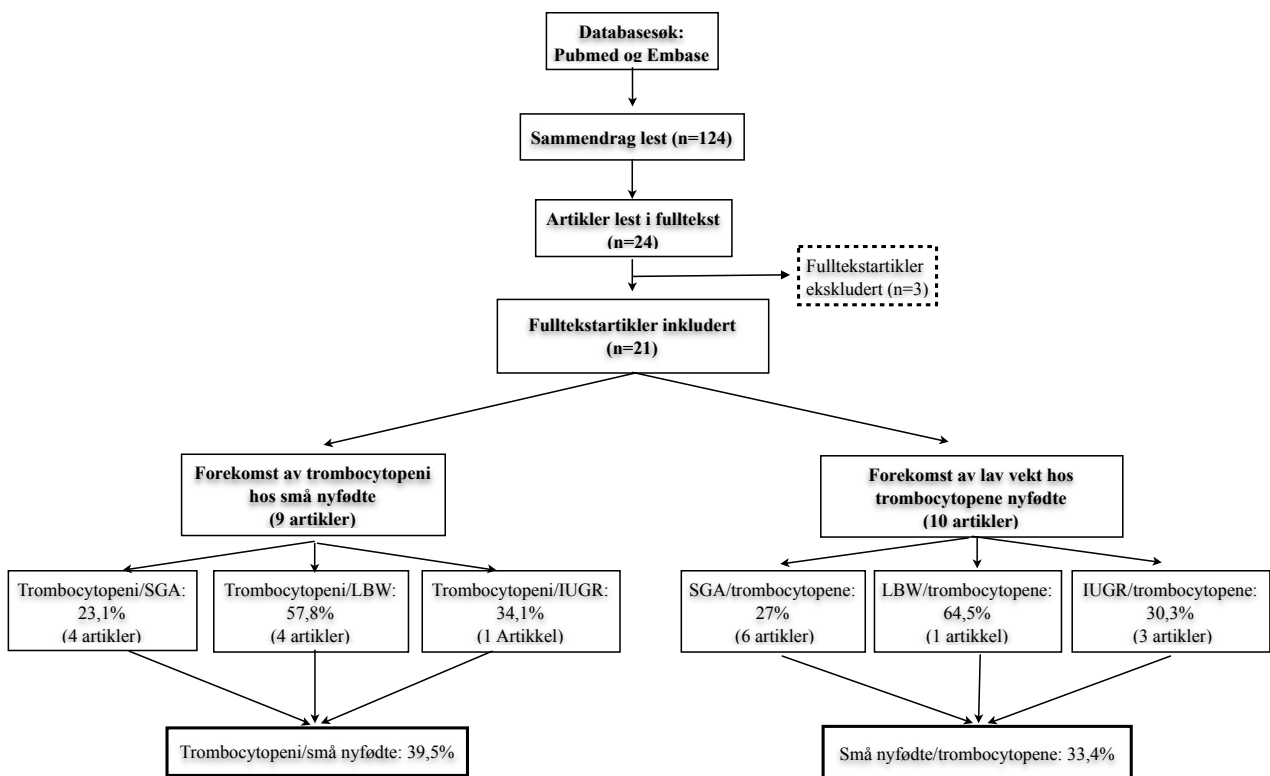 Databasesøk:
Pubmed og Embase
Sammendrag lest (n=124)
Artikler lest i fulltekst
(n=24)
Fulltekstartikler
ekskludert (n=3)
Fulltekstartikler inkludert
(n=21)
Forekomst av trombocytopeni
hos små nyfødte
(9 artikler)
Forekomst av lav vekt hos
trombocytopene nyfødte
(10 artikler)
Trombocytopeni/SGA:
23,1%
(4 artikler)
Trombocytopeni/LBW:
57,8%
(4 artikler)
Trombocytopeni/IUGR:
34,1%
(1 Artikkel)
SGA/trombocytopene:
27%
(6 artikler)
LBW/trombocytopene:
64,5%
(1 artikkel)
IUGR/trombocytopene:
30,3%
(3 artikler)
Trombocytopeni/små nyfødte: 39,5%
Små nyfødte/trombocytopene: 33,4%